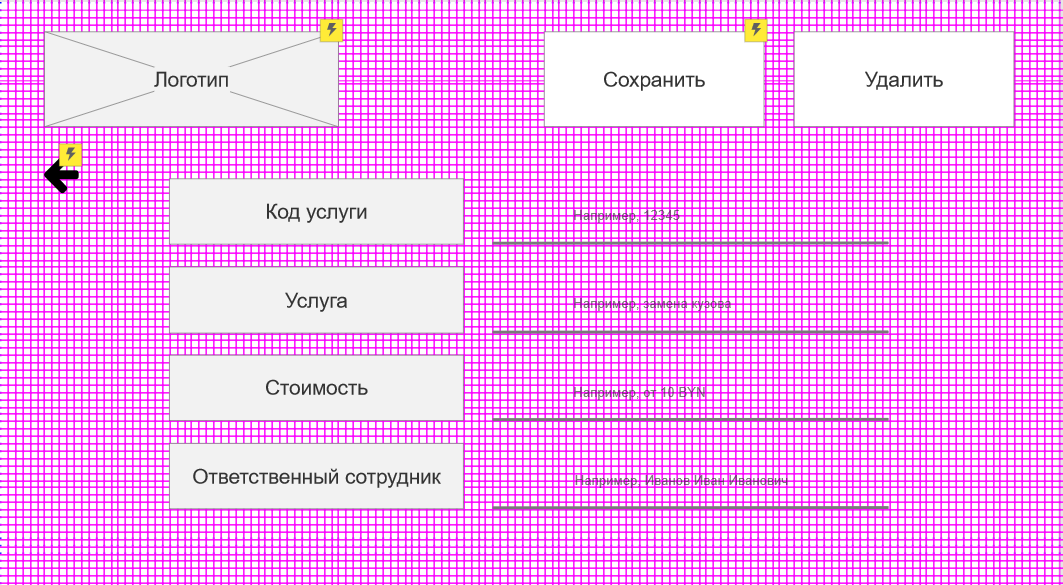 Логотип
Сохранить
Удалить
Код услуги
Например, 12345
Услуга
Например, замена кузова
Стоимость
Например, от 10 BYN
Ответственный сотрудник
Например, Иванов Иван Иванович